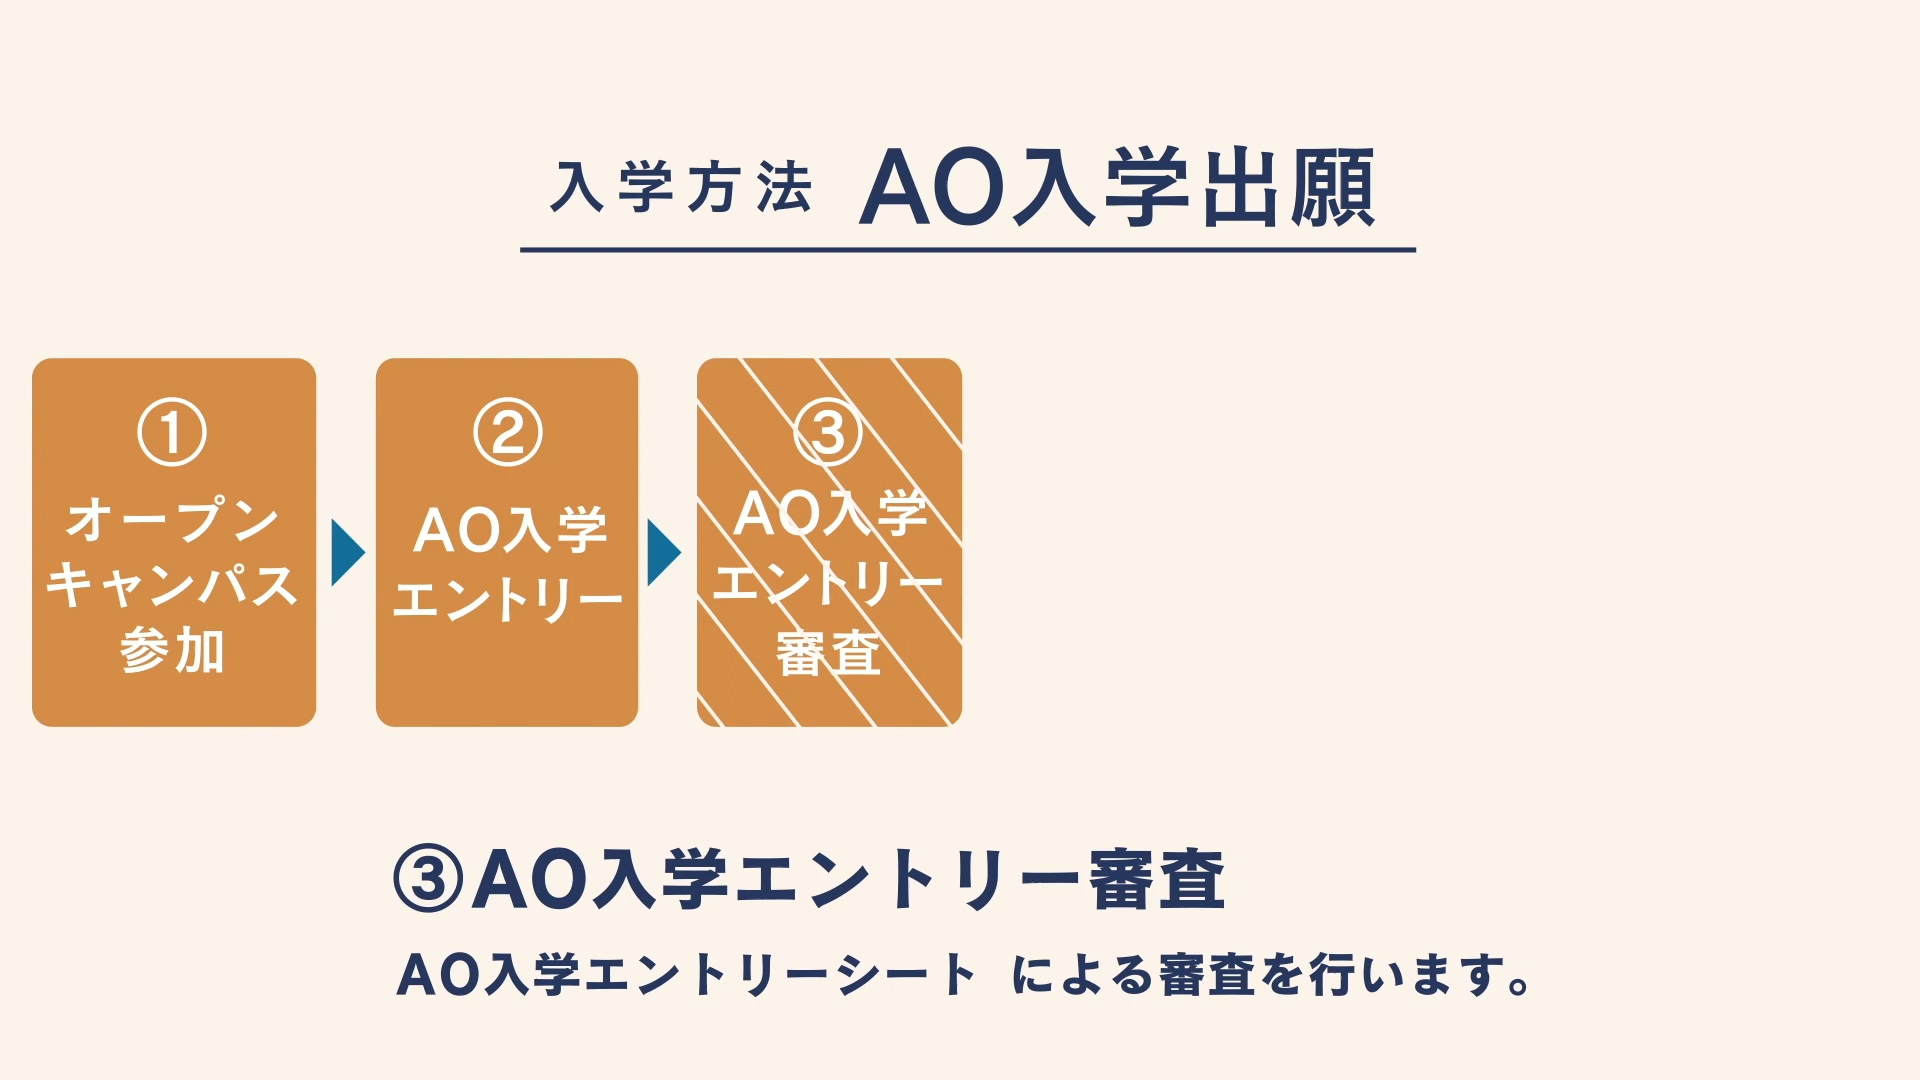 入学方法 AO入学出願
①
オープン
キャンパス
参加
②
AO入学
エントリー
③
AO入学
エントリー
審査
③AO入学エントリー審査
AO入学エントリーシート による審査を行います。